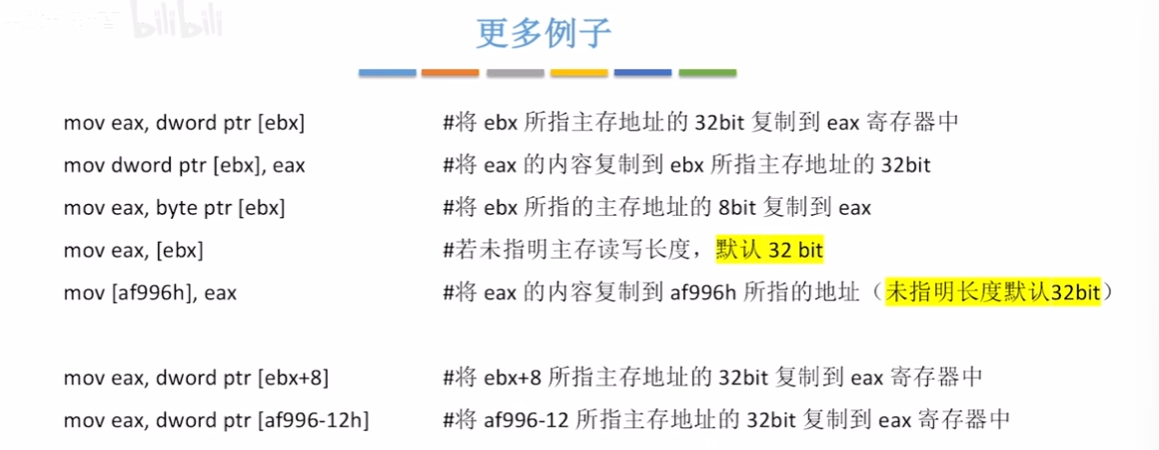 bilibili
更多例子
mov eax, dword ptr [ebx] #将 ebx 所指主存地址的 32bit 复制到 eax 寄存器中
mov dword ptr [ebx], eax #将 eax 的内容复制到 ebx 所指主存地址的 32bit
mov eax, byte ptr [ebx] #将 ebx 所指的主存地址的 8bit 复制到 eax
mov eax, [ebx] #若未指明主存读写长度，默认 32 bit
mov [af996h], eax #将 eax 的内容复制到 af996h 所指的地址（未指明长度默认32bit）
mov eax, dword ptr [ebx+8] #将 ebx+8 所指主存地址的 32bit 复制到 eax 寄存器中
mov eax, dword ptr [af996-12h] #将 af996-12 所指主存地址的 32bit 复制到 eax 寄存器中